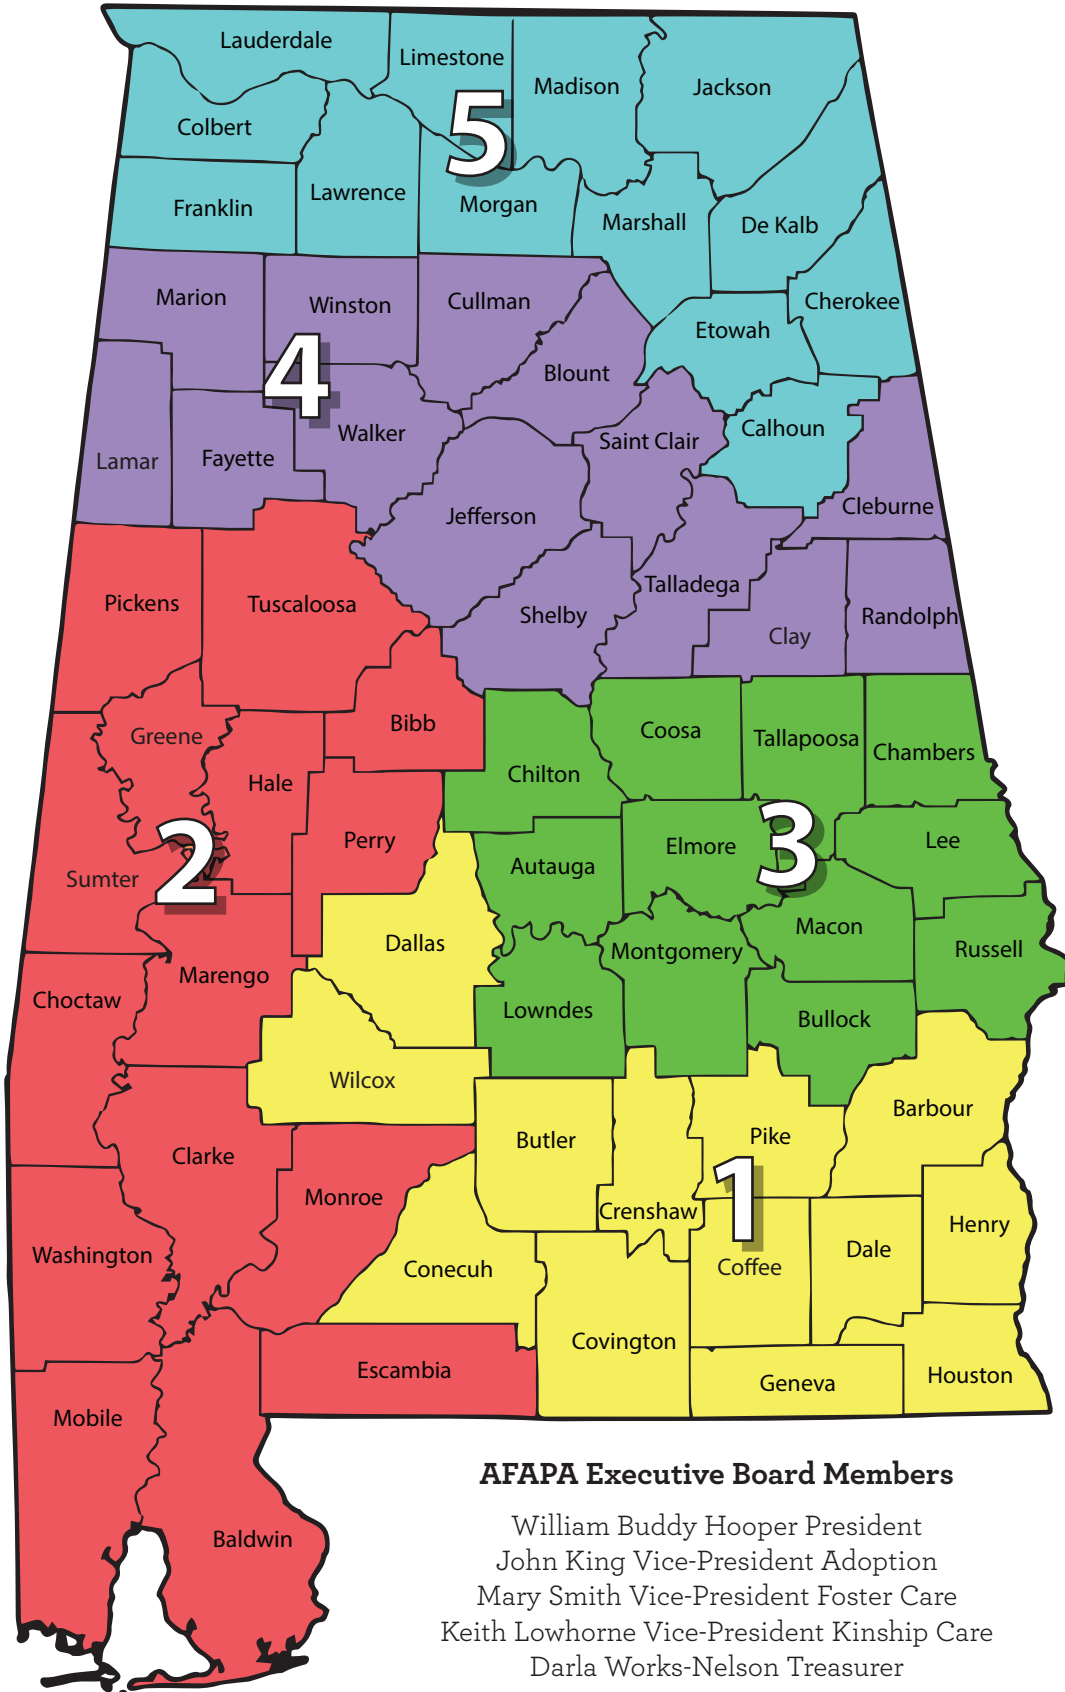 Lauderdale
Limestone
Madison
Jackson
Colbert
5
Lawrence
Franklin
Morgan
Marshall
De Kalb
Marion
Winston
Cullman
Cherokee
Etowah
4
Blount
Walker
Saint Clair
Calhoun
Lamar
Fayette
Jefferson
Cleburne
Talladega
Pickens
Tuscaloosa
Shelby
Clay
Randolph
Greene
Bibb
Coosa
Tallapoosa
Chambers
Hale
Chilton
Perry
Elmore
3
Lee
2
Sumter
Autauga
Dallas
Macon
Montgomery
Russell
Marengo
Choctaw
Lowndes
Bullock
Wilcox
Barbour
Butler
Pike
Clarke
Monroe
1
Crenshaw
Henry
Washington
Conecuh
Coffee
Dale
Covington
Escambia
Geneva
Houston
Mobile
Baldwin
AFAPA Executive Board Members
William Buddy Hooper President
John King Vice-President Adoption
Mary Smith Vice-President Foster Care
Keith Lowhorne Vice-President Kinship Care
Darla Works-Nelson Treasurer